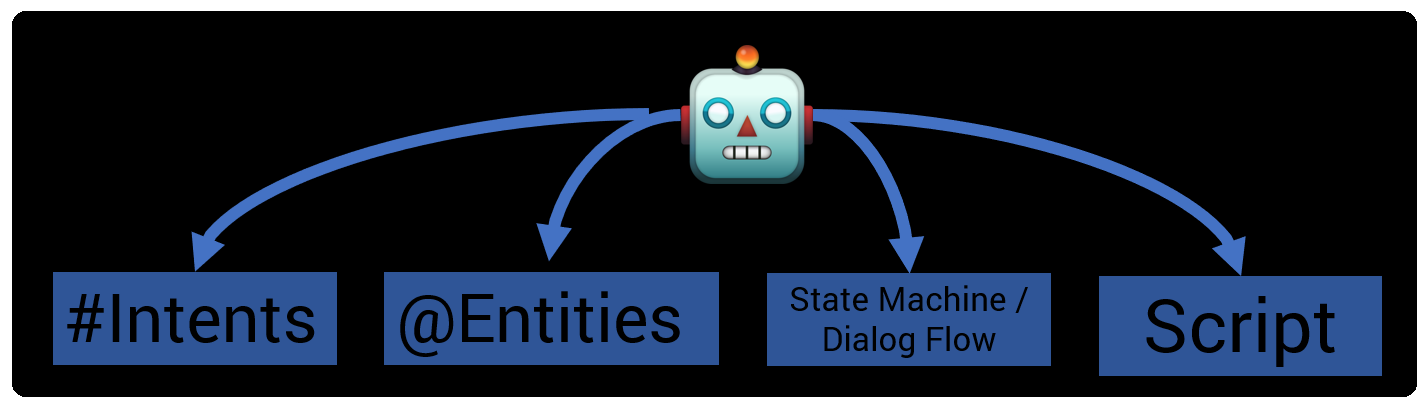 #Intents
@Entities
State Machine /
Dialog Flow
Script